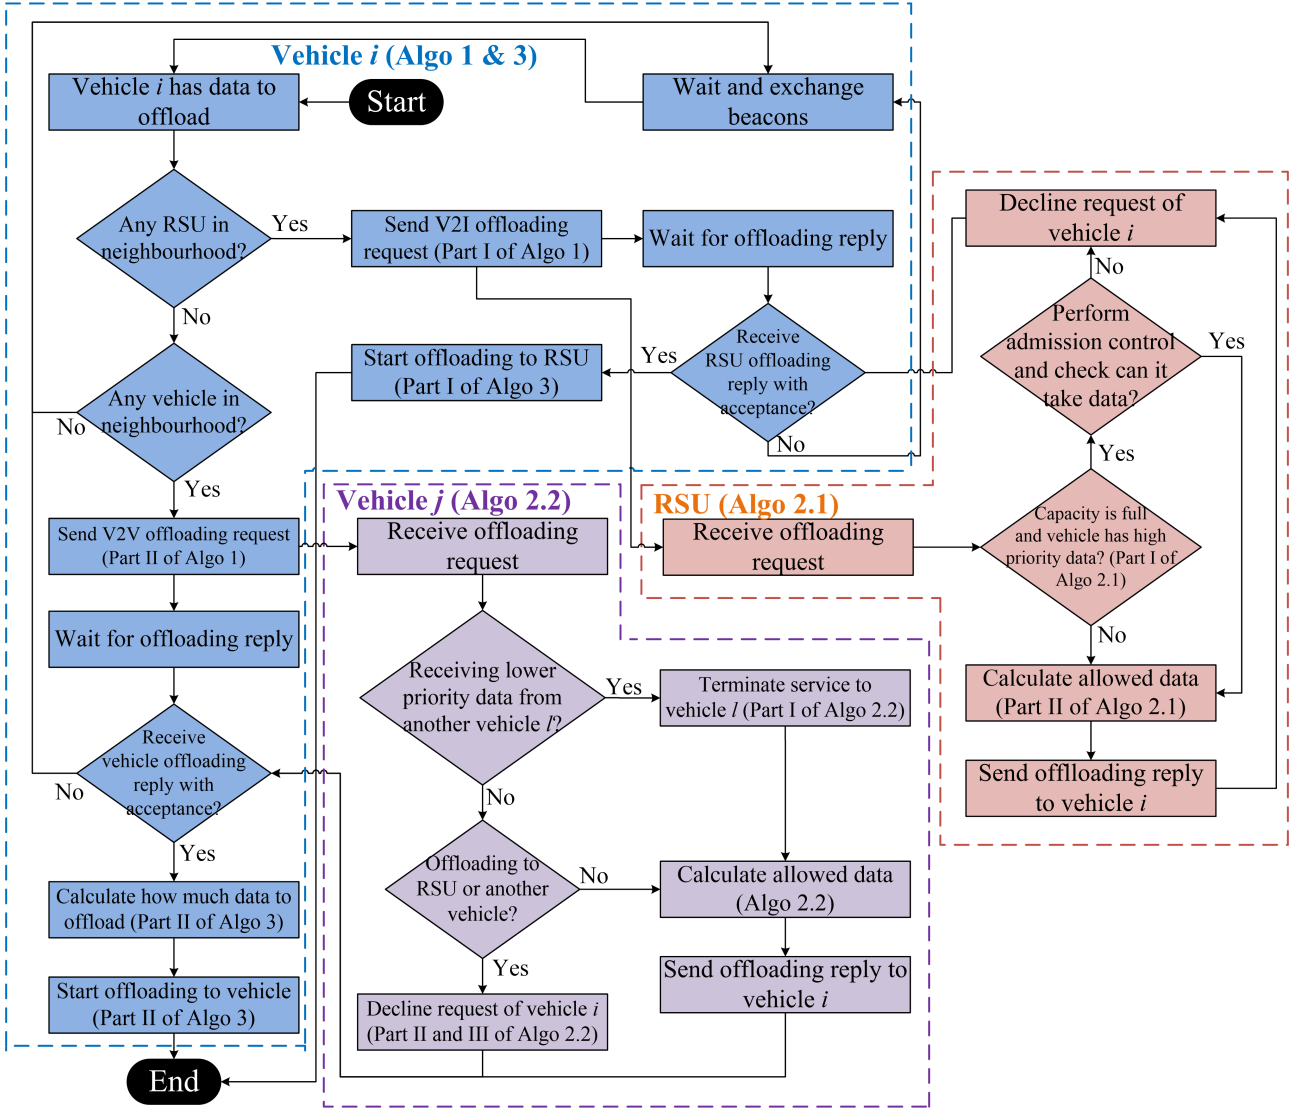 Vehicle i (Algo 1 & 3)
Vehicle i has data to
offload
Start
Wait and exchange
beacons
Any RSU in
neighbourhood?
Yes
No
Send V2I offloading
request (Part I of Algo 1)
Wait for offloading reply
Receive
RSU offloading
reply with
acceptance?
Yes
No
Start offloading to RSU
(Part I of Algo 3)
Any vehicle in
neighbourhood?
No
Yes
Send V2V offloading request
(Part II of Algo 1)
Wait for offloading reply
Receive
vehicle offloading
reply with
acceptance?
No
Yes
Calculate how much data to
offload (Part II of Algo 3)
Start offloading to vehicle
(Part II of Algo 3)
End
Vehicle j (Algo 2.2)
Receive offloading
request
Receiving lower
priority data from
another vehicle l?
Yes
No
Terminate service to
vehicle l (Part I of Algo 2.2)
Offloading to
RSU or another
vehicle?
No
Yes
Calculate allowed data
(Algo 2.2)
Send offloading reply to
vehicle i
Decline request of vehicle i
(Part II and III of Algo 2.2)
RSU (Algo 2.1)
Receive offloading
request
Decline request of
vehicle i
No
Perform
admission control
and check can it
take data?
Yes
Yes
Capacity is full
and vehicle has high
priority data? (Part I of
Algo 2.1)
No
Calculate allowed data
(Part II of Algo 2.1)
Send offlloading reply
to vehicle i